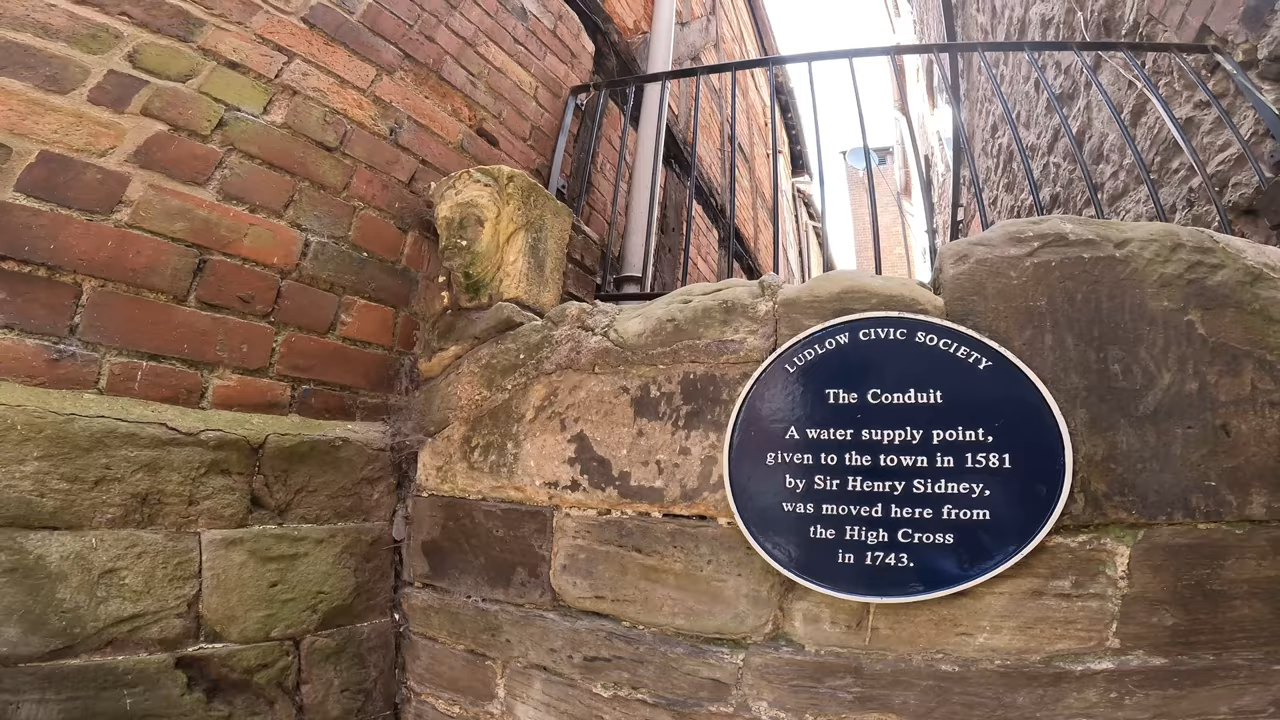 LUDLOW CIVIC SOCIETY
The Conduit
A water supply point,
given to the town in 1581
by Sir Henry Sidney,
was moved here from
the High Cross
in 1743.